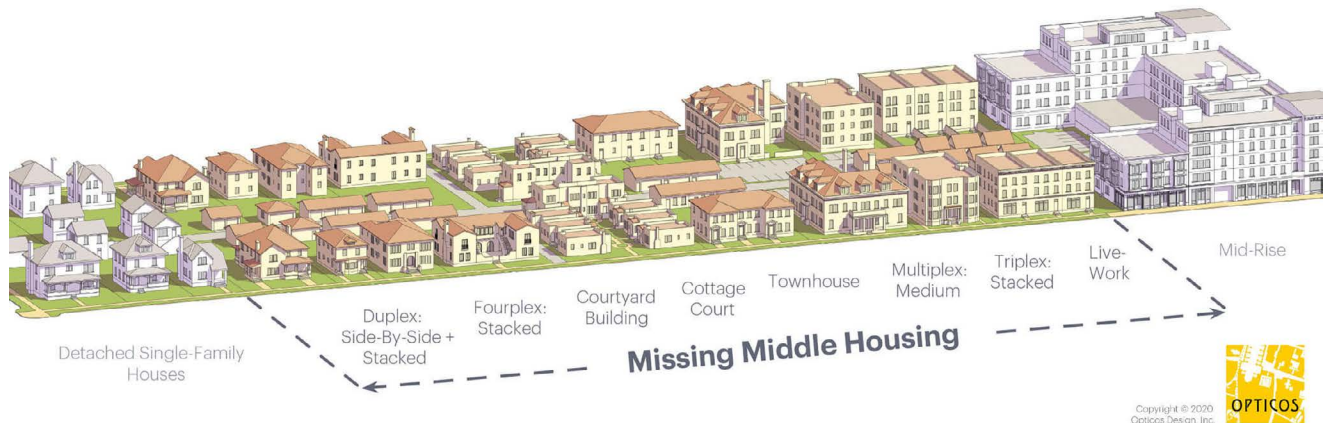 Detached Single-Family
Houses
Duplex:
Side-By-Side +
Stacked
Fourplex:
Stacked
Courtyard
Building
Cottage
Court
Townhouse
Multiplex:
Medium
Triplex:
Stacked
Live-
Work
Mid-Rise
Missing Middle Housing
Copyright © 2020
Opticos Design, Inc.
OPTICOS